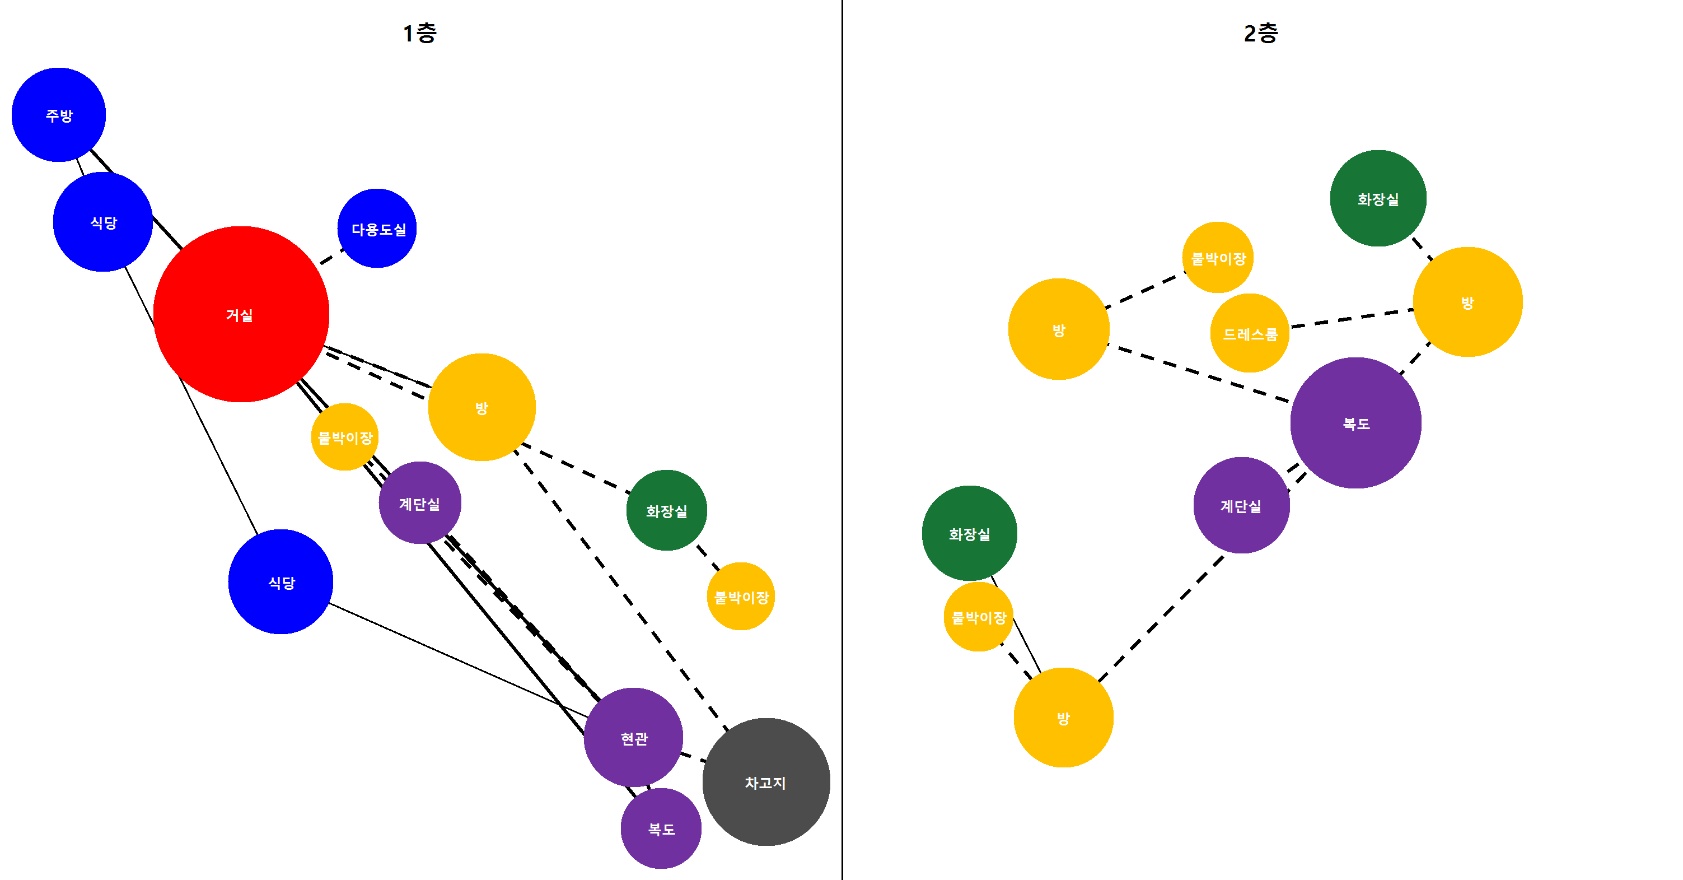 1층
주방
식당
다용도실
거실
방
붙박이장
계단실
화장실
식당
붙박이장
현관
차고지
복도
2층
화장실
붙박이장
방
방
드레스룸
복도
계단실
화장실
붙박이장
방